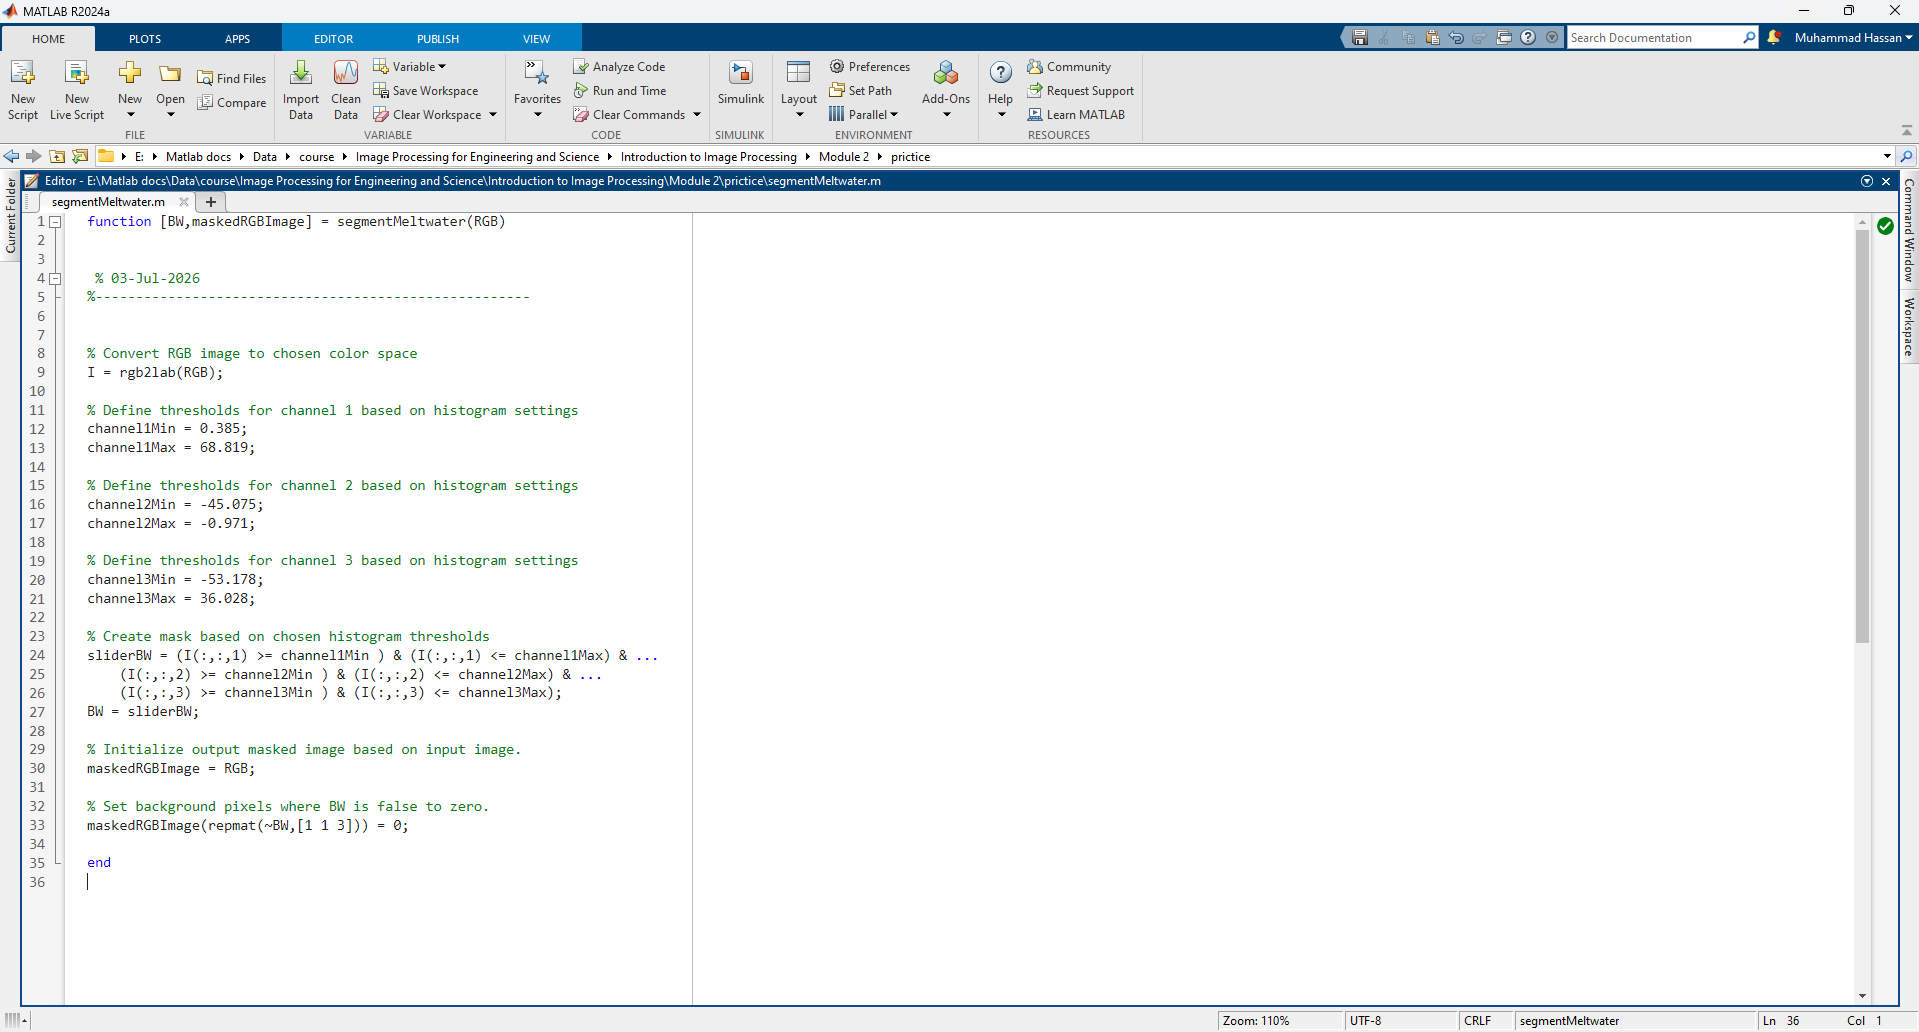 MATLAB R2024a
HOME PLOTS APPS EDITOR PUBLISH VIEW
Search Documentation
Muhammad Hassan
New Script
New Live Script
New
Open
Find Files
Compare
FILE
Import Data
Clean Data
Variable
Save Workspace
Clear Workspace
VARIABLE
Favorites
Analyze Code
Run and Time
Clear Commands
CODE
Simulink
SIMULINK
Layout
Preferences
Set Path
Parallel
Add-Ons
ENVIRONMENT
Help
Community
Request Support
Learn MATLAB
RESOURCES
E: Matlab docs Data course Image Processing for Engineering and Science Introduction to Image Processing Module 2 prictice
Current Folder
Editor - E:\Matlab docs\Data\course\Image Processing for Engineering and Science\Introduction to Image Processing\Module 2\prictice\segmentMeltwater.m
segmentMeltwater.m
1 function [BW,maskedRGBImage] = segmentMeltwater(RGB)
2
3
4 % 03-Jul-2026
5 %------------------------------------------------------
6
7
8 % Convert RGB image to chosen color space
9 I = rgb2lab(RGB);
10
11 % Define thresholds for channel 1 based on histogram settings
12 channel1Min = 0.385;
13 channel1Max = 68.819;
14
15 % Define thresholds for channel 2 based on histogram settings
16 channel2Min = -45.075;
17 channel2Max = -0.971;
18
19 % Define thresholds for channel 3 based on histogram settings
20 channel3Min = -53.178;
21 channel3Max = 36.028;
22
23 % Create mask based on chosen histogram thresholds
24 sliderBW = (I(:,:,1) >= channel1Min ) & (I(:,:,1) <= channel1Max) & ...
25 (I(:,:,2) >= channel2Min ) & (I(:,:,2) <= channel2Max) & ...
26 (I(:,:,3) >= channel3Min ) & (I(:,:,3) <= channel3Max);
27 BW = sliderBW;
28
29 % Initialize output masked image based on input image.
30 maskedRGBImage = RGB;
31
32 % Set background pixels where BW is false to zero.
33 maskedRGBImage(repmat(~BW,[1 1 3])) = 0;
34
35 end
36
Command Window
Workspace
Zoom: 110% UTF-8 CRLF segmentMeltwater Ln 36 Col 1